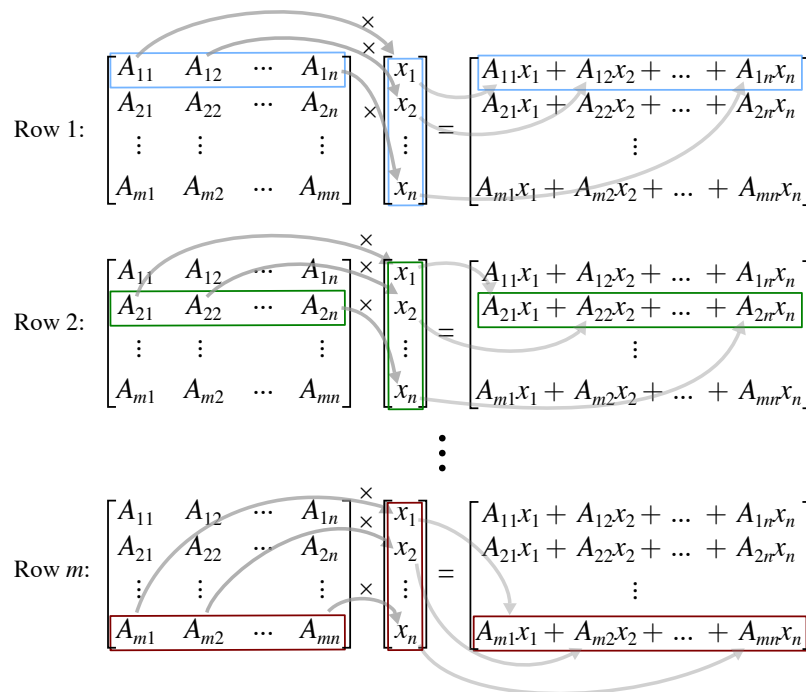 ×
×
A₁₁ A₁₂ ⋯ A₁ₙ x₁ A₁₁x₁ + A₁₂x₂ + ... + A₁ₙxₙ
A₂₁ A₂₂ ⋯ A₂ₙ × x₂ A₂₁x₁ + A₂₂x₂ + ... + A₂ₙxₙ
Row 1: ⋮ ⋮ ⋮ ⋮ = ⋮
Aₘ₁ Aₘ₂ ⋯ Aₘₙ xₙ Aₘ₁x₁ + Aₘ₂x₂ + ... + Aₘₙxₙ
×
A₁₁ A₁₂ ⋯ A₁ₙ × x₁ A₁₁x₁ + A₁₂x₂ + ... + A₁ₙxₙ
A₂₁ A₂₂ ⋯ A₂ₙ × x₂ A₂₁x₁ + A₂₂x₂ + ... + A₂ₙxₙ
Row 2: ⋮ ⋮ ⋮ ⋮ = ⋮
Aₘ₁ Aₘ₂ ⋯ Aₘₙ xₙ Aₘ₁x₁ + Aₘ₂x₂ + ... + Aₘₙxₙ
⋮
×
A₁₁ A₁₂ ⋯ A₁ₙ × x₁ A₁₁x₁ + A₁₂x₂ + ... + A₁ₙxₙ
A₂₁ A₂₂ ⋯ A₂ₙ x₂ A₂₁x₁ + A₂₂x₂ + ... + A₂ₙxₙ
Row m: ⋮ ⋮ ⋮ × ⋮ = ⋮
Aₘ₁ Aₘ₂ ⋯ Aₘₙ xₙ Aₘ₁x₁ + Aₘ₂x₂ + ... + Aₘₙxₙ